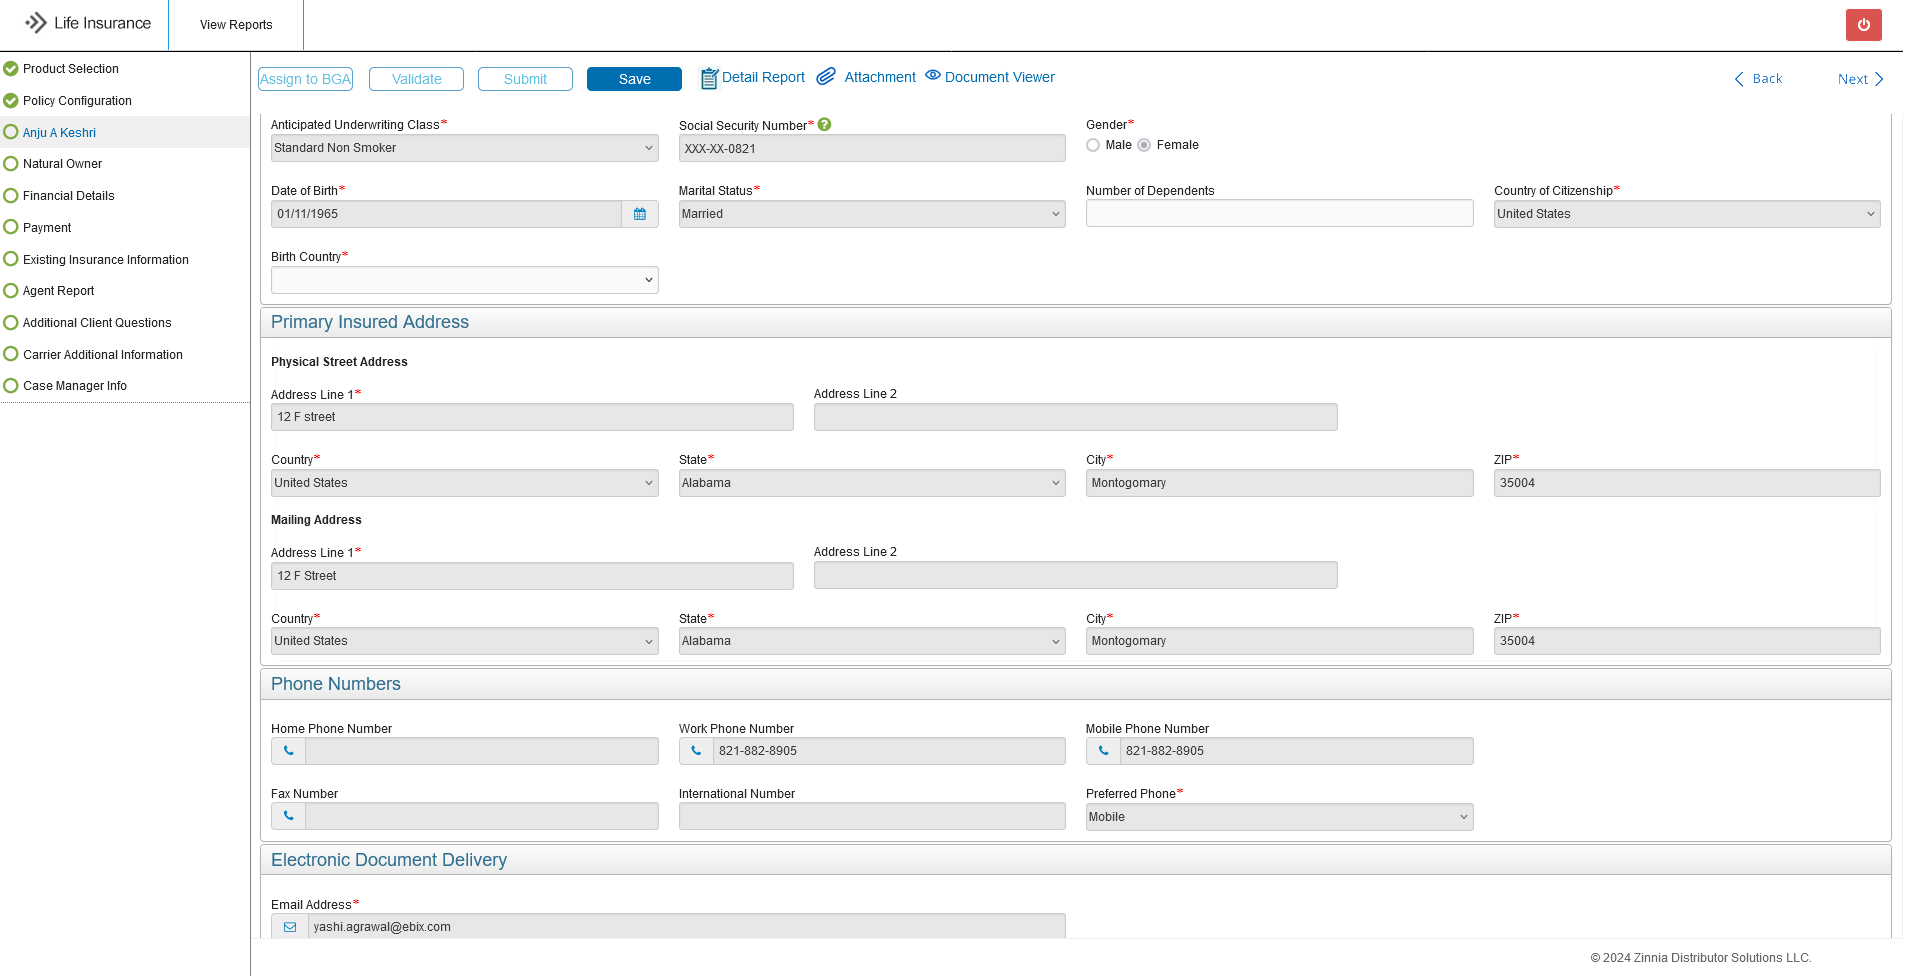 Life Insurance
View Reports
Product Selection
Policy Configuration
Anju A Keshri
Natural Owner
Financial Details
Payment
Existing Insurance Information
Agent Report
Additional Client Questions
Carrier Additional Information
Case Manager Info
Assign to BGA Validate Submit Save Detail Report Attachment Document Viewer Back Next
Anticipated Underwriting Class* Social Security Number* ? Gender*
Standard Non Smoker XXX-XX-0821 Male Female
Date of Birth* Marital Status* Number of Dependents Country of Citizenship*
01/11/1965 Married United States
Birth Country*
Primary Insured Address
Physical Street Address
Address Line 1* Address Line 2
12 F street
Country* State* City* ZIP*
United States Alabama Montogomary 35004
Mailing Address
Address Line 1* Address Line 2
12 F Street
Country* State* City* ZIP*
United States Alabama Montogomary 35004
Phone Numbers
Home Phone Number Work Phone Number Mobile Phone Number
821-882-8905 821-882-8905
Fax Number International Number Preferred Phone*
Mobile
Electronic Document Delivery
Email Address*
yashi.agrawal@ebix.com
© 2024 Zinnia Distributor Solutions LLC.